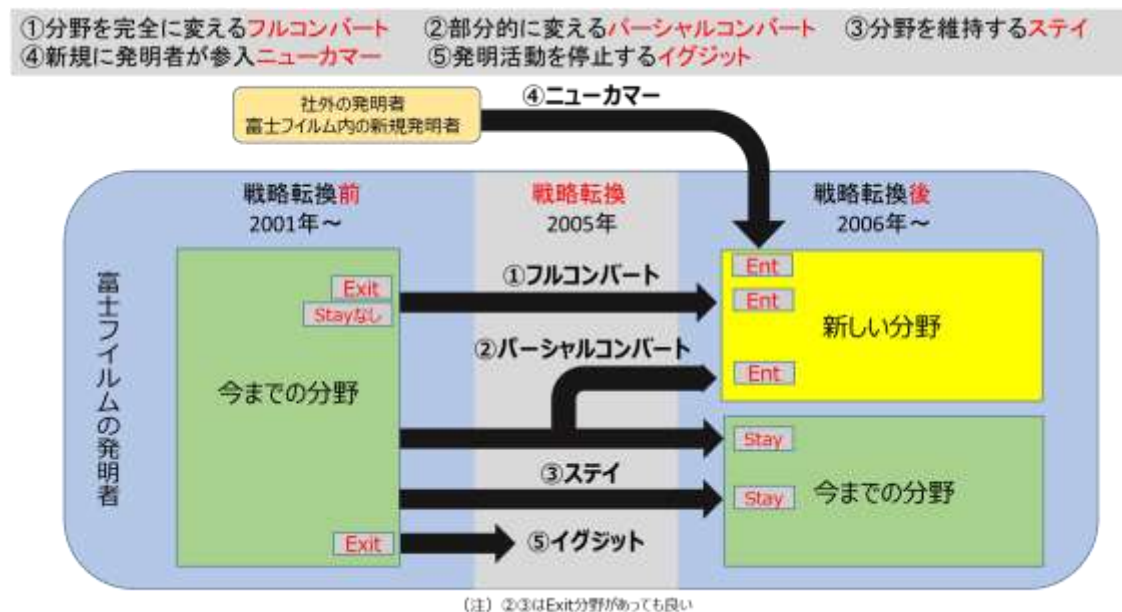 ①分野を完全に変えるフルコンバート ②部分的に変えるパーシャルコンバート ③分野を維持するステイ
④新規に発明者が参入ニューカマー ⑤発明活動を停止するイグジット
社外の発明者
富士フイルム内の新規発明者
④ニューカマー
戦略転換前
2001年～
戦略転換
2005年
戦略転換後
2006年～
富士フイルムの発明者
Exit
Stayなし
今までの分野
Exit
①フルコンバート
②パーシャルコンバート
③ステイ
⑤イグジット
Ent
Ent
新しい分野
Ent
Stay
Stay
今までの分野
（注）②③はExit分野があっても良い